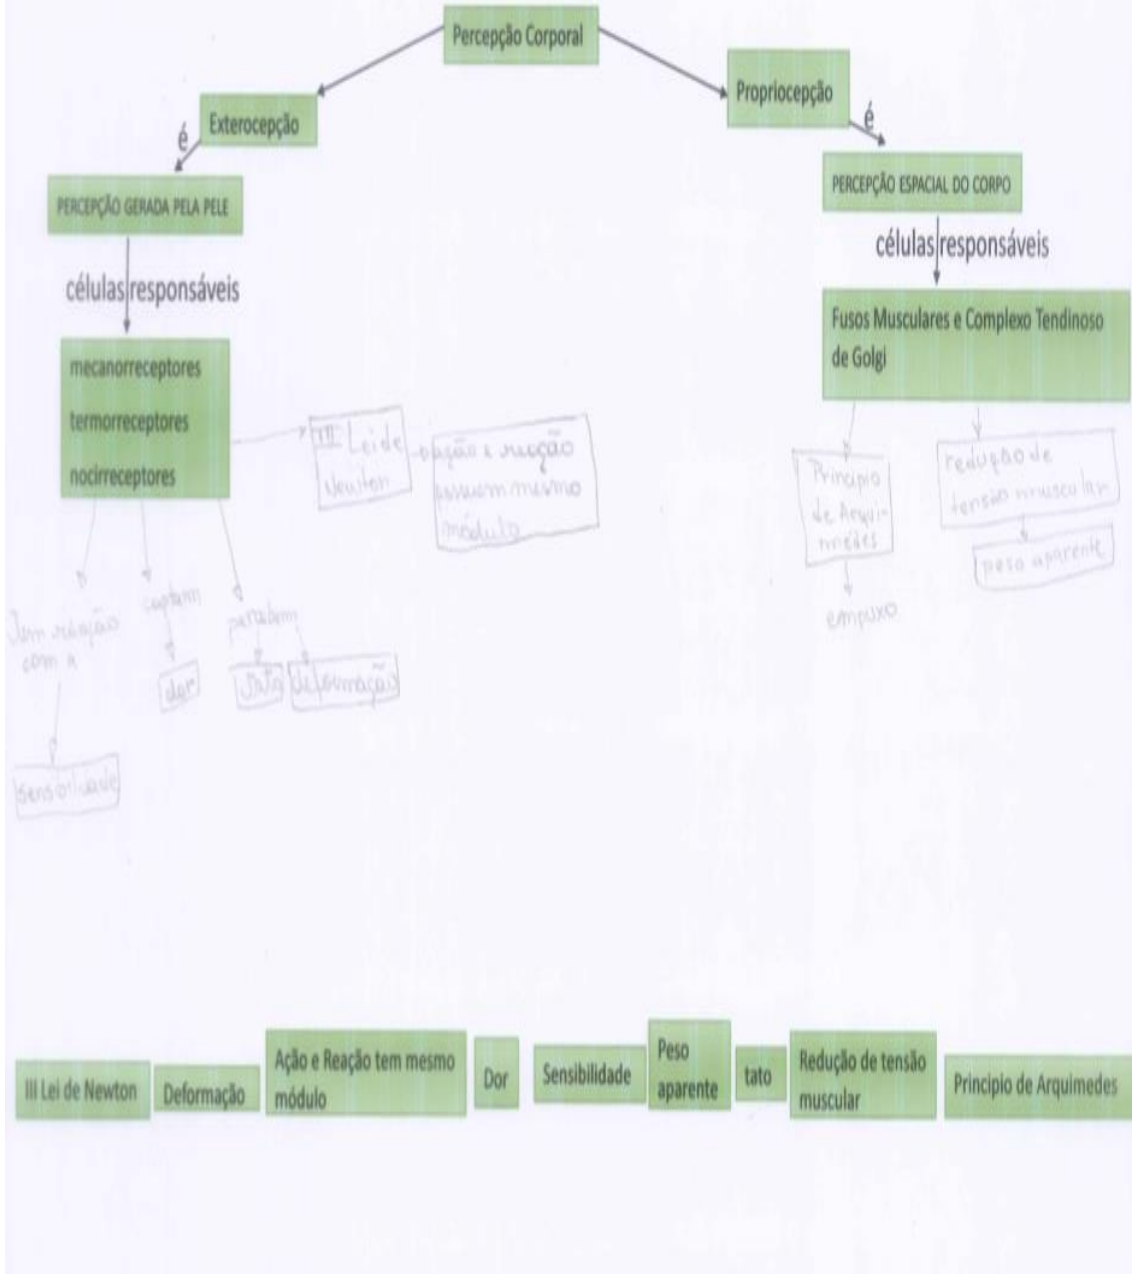 Percepção Corporal
Exterocepção
é
PERCEPÇÃO GERADA PELA PELE
células responsáveis
mecanorreceptores
termorreceptores
nocirreceptores
III Lei de
Newton
ação e reação
possuem mesmo
módulo
Tem relação
com a
sensibilidade
captam
dor
percebem
tato
deformação
Propriocepção
é
PERCEPÇÃO ESPACIAL DO CORPO
células responsáveis
Fusos Musculares e Complexo Tendinoso
de Golgi
Principio
de Arqui-
medes
empuxo
redução de
tensão muscular
peso aparente
III Lei de Newton
Deformação
Ação e Reação tem mesmo
módulo
Dor
Sensibilidade
Peso
aparente
tato
Redução de tensão
muscular
Principio de Arquimedes